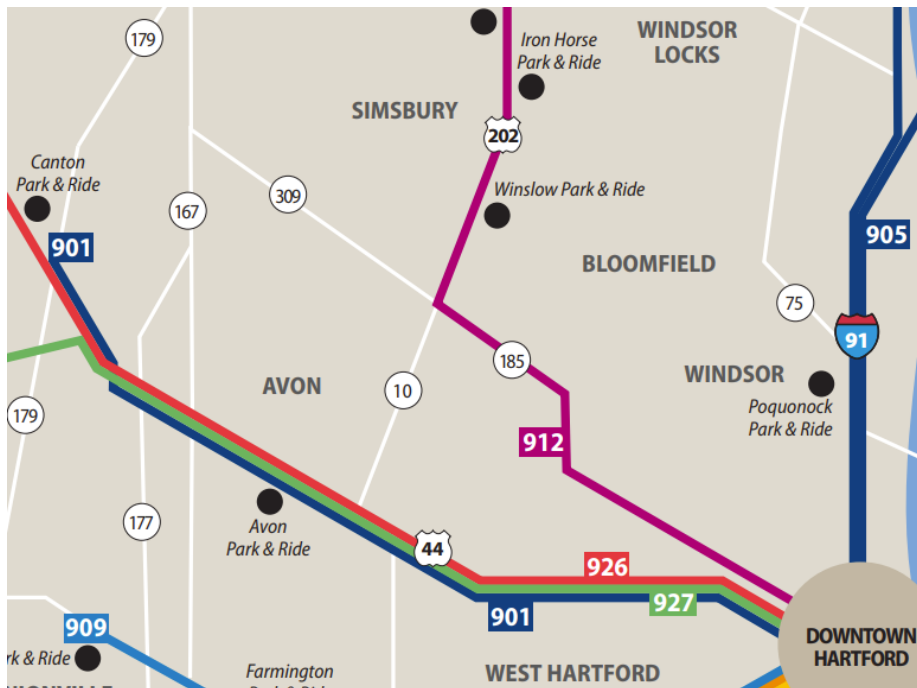 179
Iron Horse
Park & Ride
WINDSOR
LOCKS
SIMSBURY
202
Canton
Park & Ride
309
Winslow Park & Ride
167
901
905
BLOOMFIELD
75
91
185
AVON
10
WINDSOR
179
Poquonock
Park & Ride
912
177
Avon
Park & Ride
44
926
927
901
909
DOWNTOWN
HARTFORD
& Ride
Farmington
WEST HARTFORD